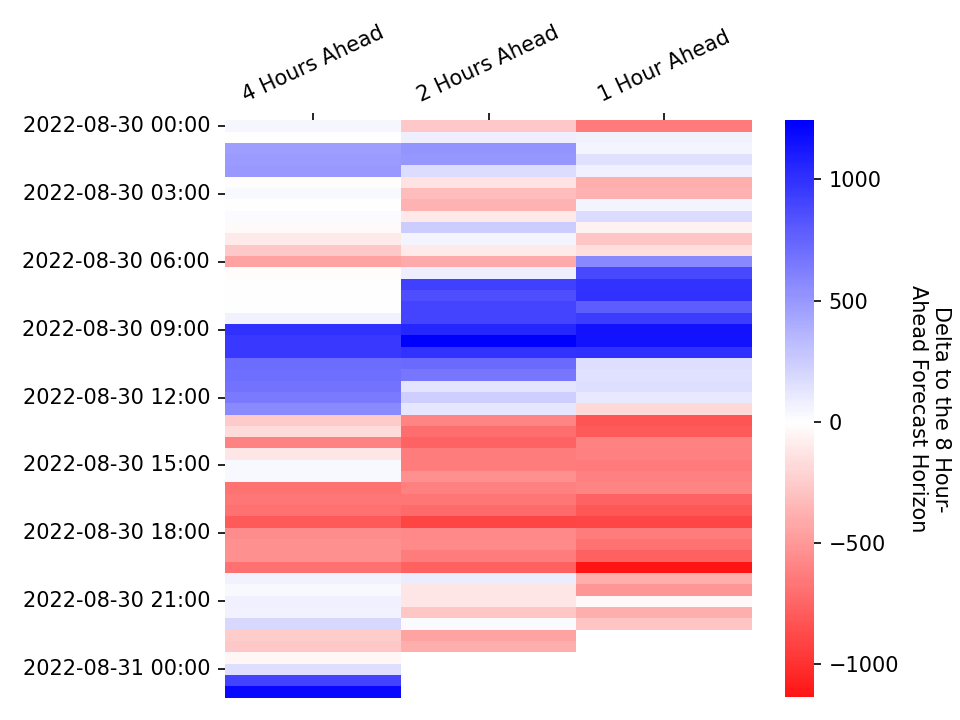 4 Hours Ahead
2 Hours Ahead
1 Hour Ahead
2022-08-30 00:00
2022-08-30 03:00
2022-08-30 06:00
2022-08-30 09:00
2022-08-30 12:00
2022-08-30 15:00
2022-08-30 18:00
2022-08-30 21:00
2022-08-31 00:00
1000
500
0
−500
−1000
Delta to the 8 Hour-
Ahead Forecast Horizon